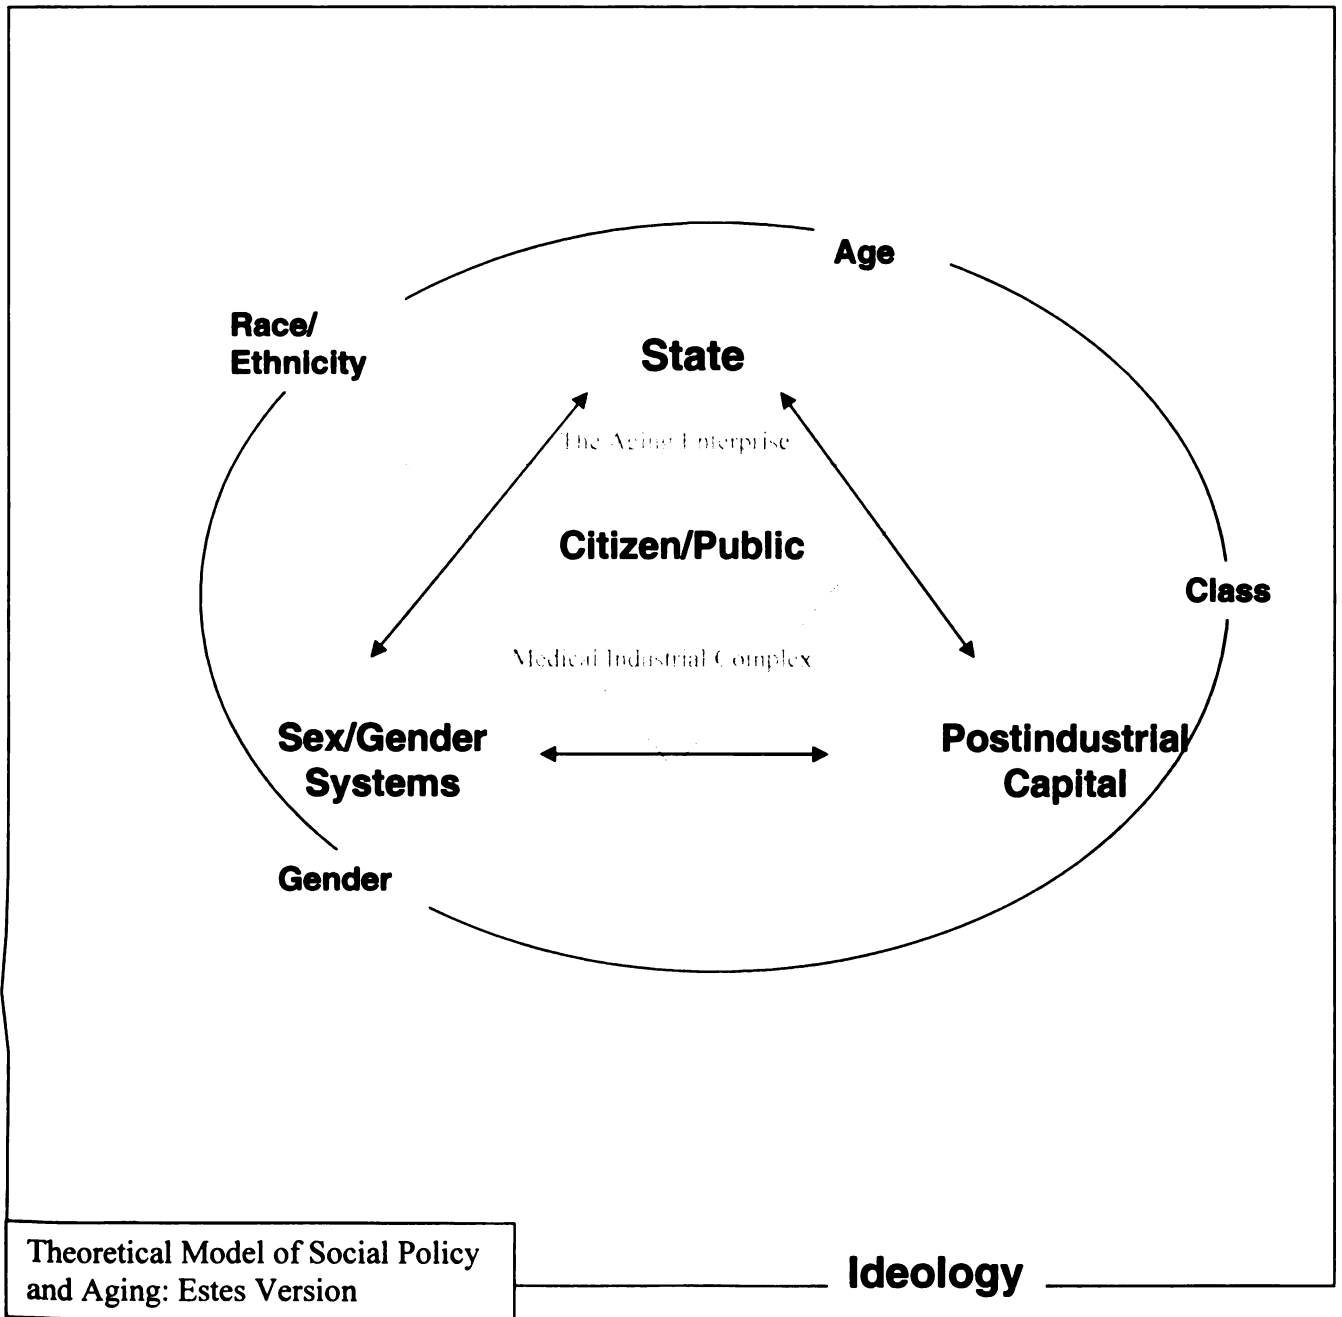 Age
Race/
Ethnicity
State
The Aging Enterprise
Citizen/Public
Class
Medical Industrial Complex
Sex/Gender
Systems
Postindustrial
Capital
Gender
Theoretical Model of Social Policy
and Aging: Estes Version
Ideology